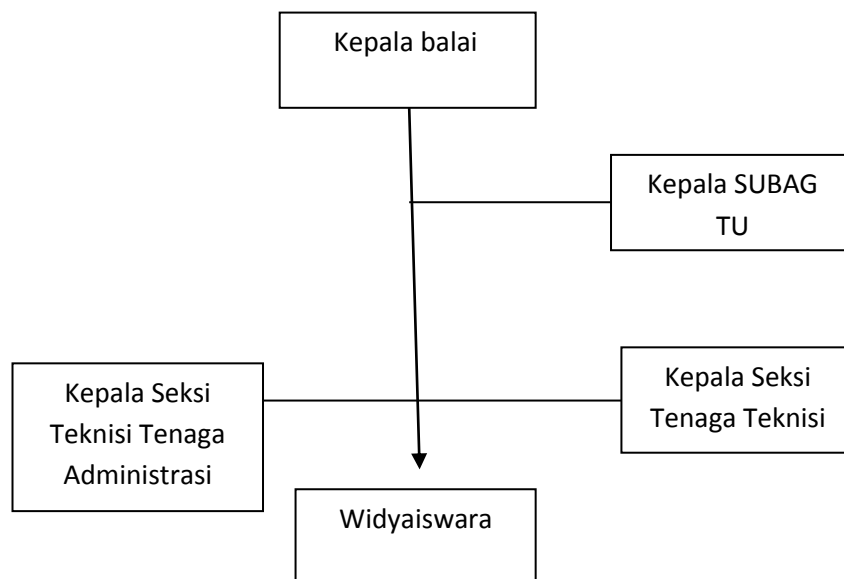 Kepala balai
Kepala SUBAG
TU
Kepala Seksi
Teknisi Tenaga
Administrasi
Kepala Seksi
Tenaga Teknisi
Widyaiswara